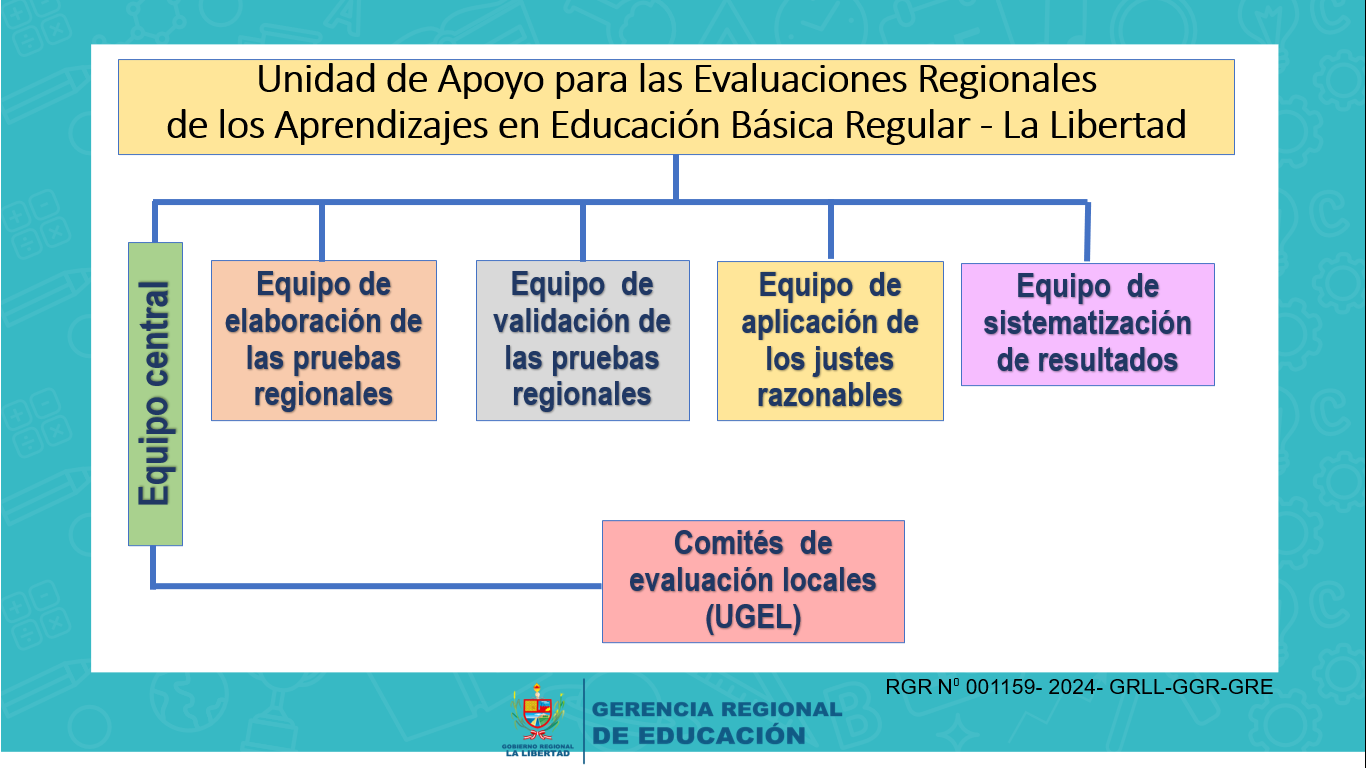 Unidad de Apoyo para las Evaluaciones Regionales
de los Aprendizajes en Educación Básica Regular - La Libertad
Equipo central
Equipo de
elaboración de
las pruebas
regionales
Equipo de
validación de
las pruebas
regionales
Equipo de
aplicación de
los justes
razonables
Equipo de
sistematización
de resultados
Comités de
evaluación locales
(UGEL)
RGR Nº 001159- 2024- GRLL-GGR-GRE
GOBIERNO REGIONAL
LA LIBERTAD
GERENCIA REGIONAL
DE EDUCACIÓN